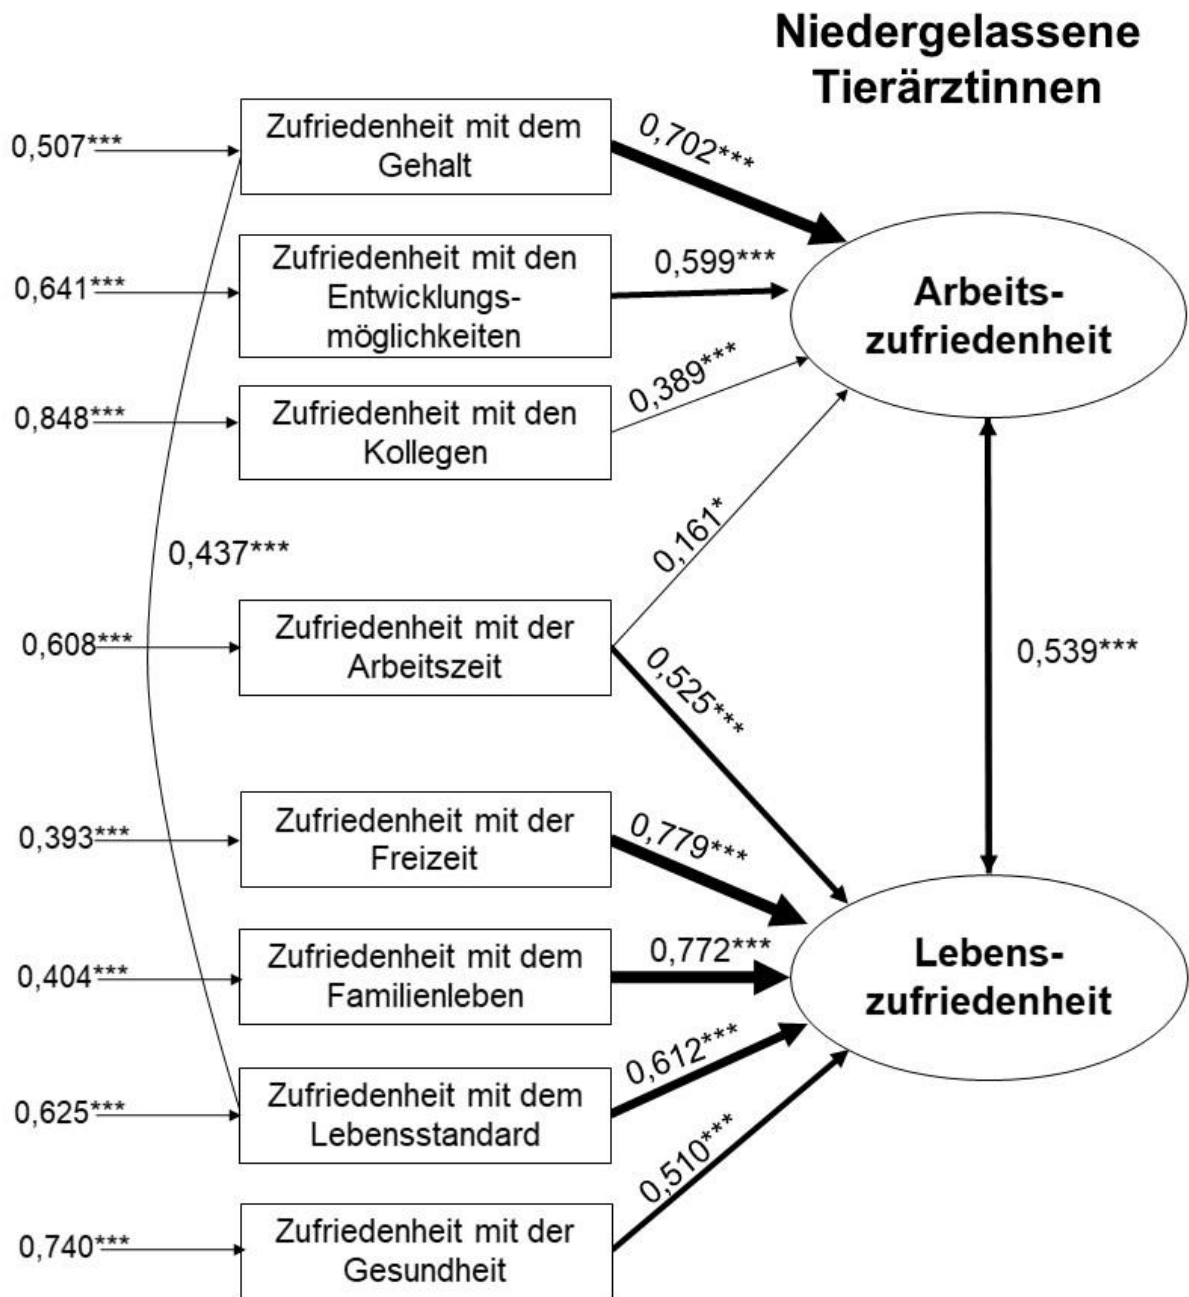 Niedergelassene
Tierärztinnen
0,507***
Zufriedenheit mit dem
Gehalt
0,702***
0,641***
Zufriedenheit mit den
Entwicklungs-
möglichkeiten
0,599***
Arbeits-
zufriedenheit
0,848***
Zufriedenheit mit den
Kollegen
0,389***
0,437***
0,161*
0,608***
Zufriedenheit mit der
Arbeitszeit
0,525***
0,539***
0,393***
Zufriedenheit mit der
Freizeit
0,779***
0,404***
Zufriedenheit mit dem
Familienleben
0,772***
Lebens-
zufriedenheit
0,625***
Zufriedenheit mit dem
Lebensstandard
0,612***
0,510***
0,740***
Zufriedenheit mit der
Gesundheit